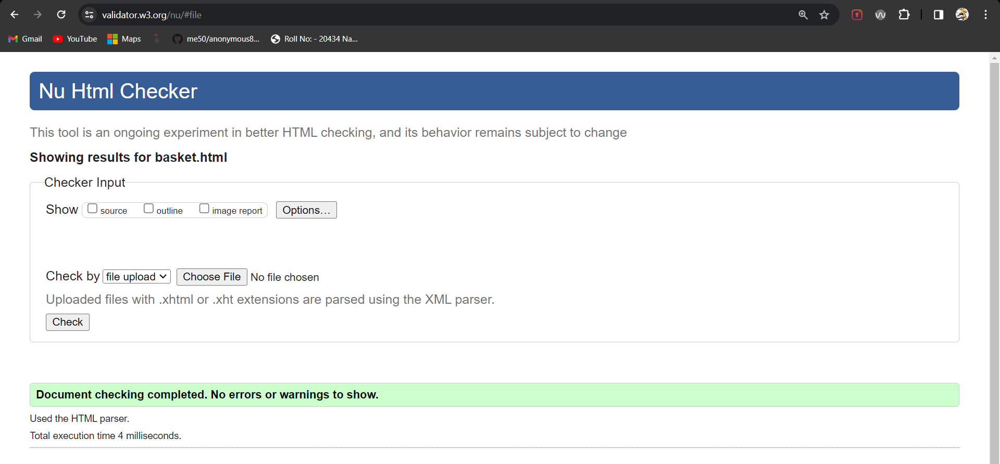 validator.w3.org/nu/#file
Gmail YouTube Maps me50/anonymous8... Roll No: - 20434 Na...
Nu Html Checker
This tool is an ongoing experiment in better HTML checking, and its behavior remains subject to change
Showing results for basket.html
Checker Input
Show source outline image report Options...
Check by file upload Choose File No file chosen
Uploaded files with .xhtml or .xht extensions are parsed using the XML parser.
Check
Document checking completed. No errors or warnings to show.
Used the HTML parser.
Total execution time 4 milliseconds.